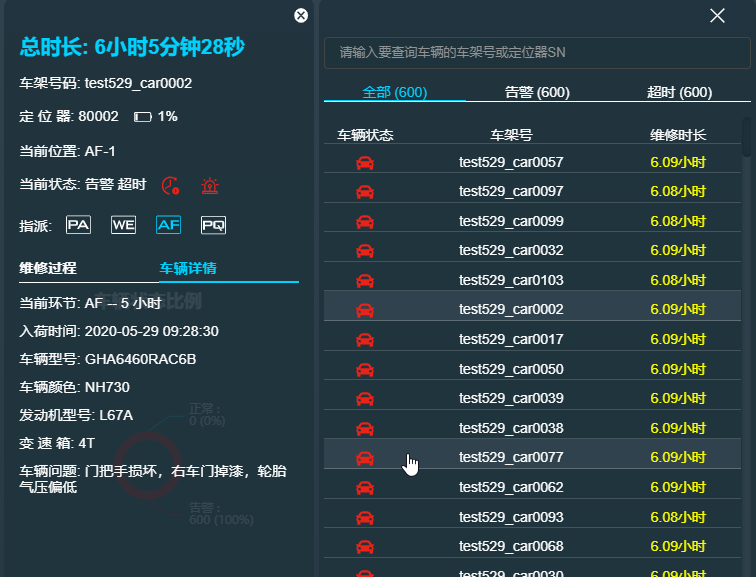 总时长: 6小时5分钟28秒
车架号码: test529_car0002
定 位 器: 80002 1%
当前位置: AF-1
当前状态: 告警 超时
指派: PA WE AF PQ
维修过程 车辆详情
车辆状态比例
当前环节: AF -- 5 小时
入荷时间: 2020-05-29 09:28:30
车辆型号: GHA6460RAC6B
车辆颜色: NH730
正常:
0 (0%)
发动机型号: L67A
变 速 箱: 4T
车辆问题: 门把手损坏，右车门掉漆，轮胎
气压偏低
告警:
600 (100%)
请输入要查询车辆的车架号或定位器SN
全部 (600) 告警 (600) 超时 (600)
车辆状态 车架号 维修时长
test529_car0057 6.09小时
test529_car0097 6.08小时
test529_car0099 6.08小时
test529_car0032 6.09小时
test529_car0103 6.08小时
test529_car0002 6.09小时
test529_car0017 6.09小时
test529_car0050 6.09小时
test529_car0039 6.09小时
test529_car0038 6.09小时
test529_car0077 6.09小时
test529_car0062 6.09小时
test529_car0093 6.08小时
test529_car0068 6.09小时
test529_car0030 6.09小时